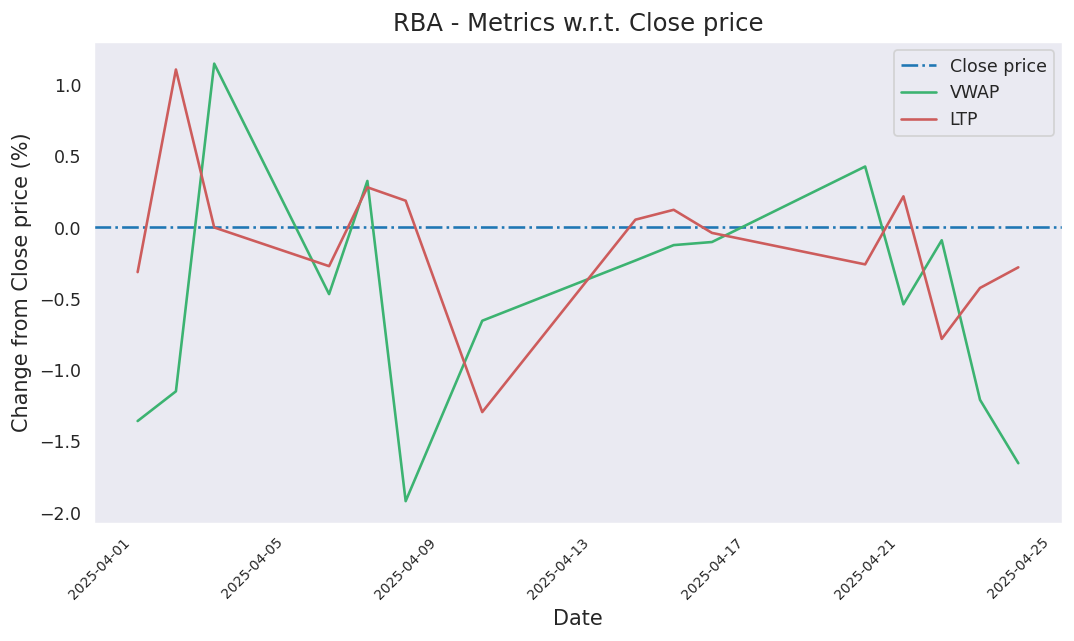 RBA - Metrics w.r.t. Close price
Close price
VWAP
LTP
Change from Close price (%)
1.0
0.5
0.0
−0.5
−1.0
−1.5
−2.0
2025-04-01
2025-04-05
2025-04-09
2025-04-13
2025-04-17
2025-04-21
2025-04-25
Date